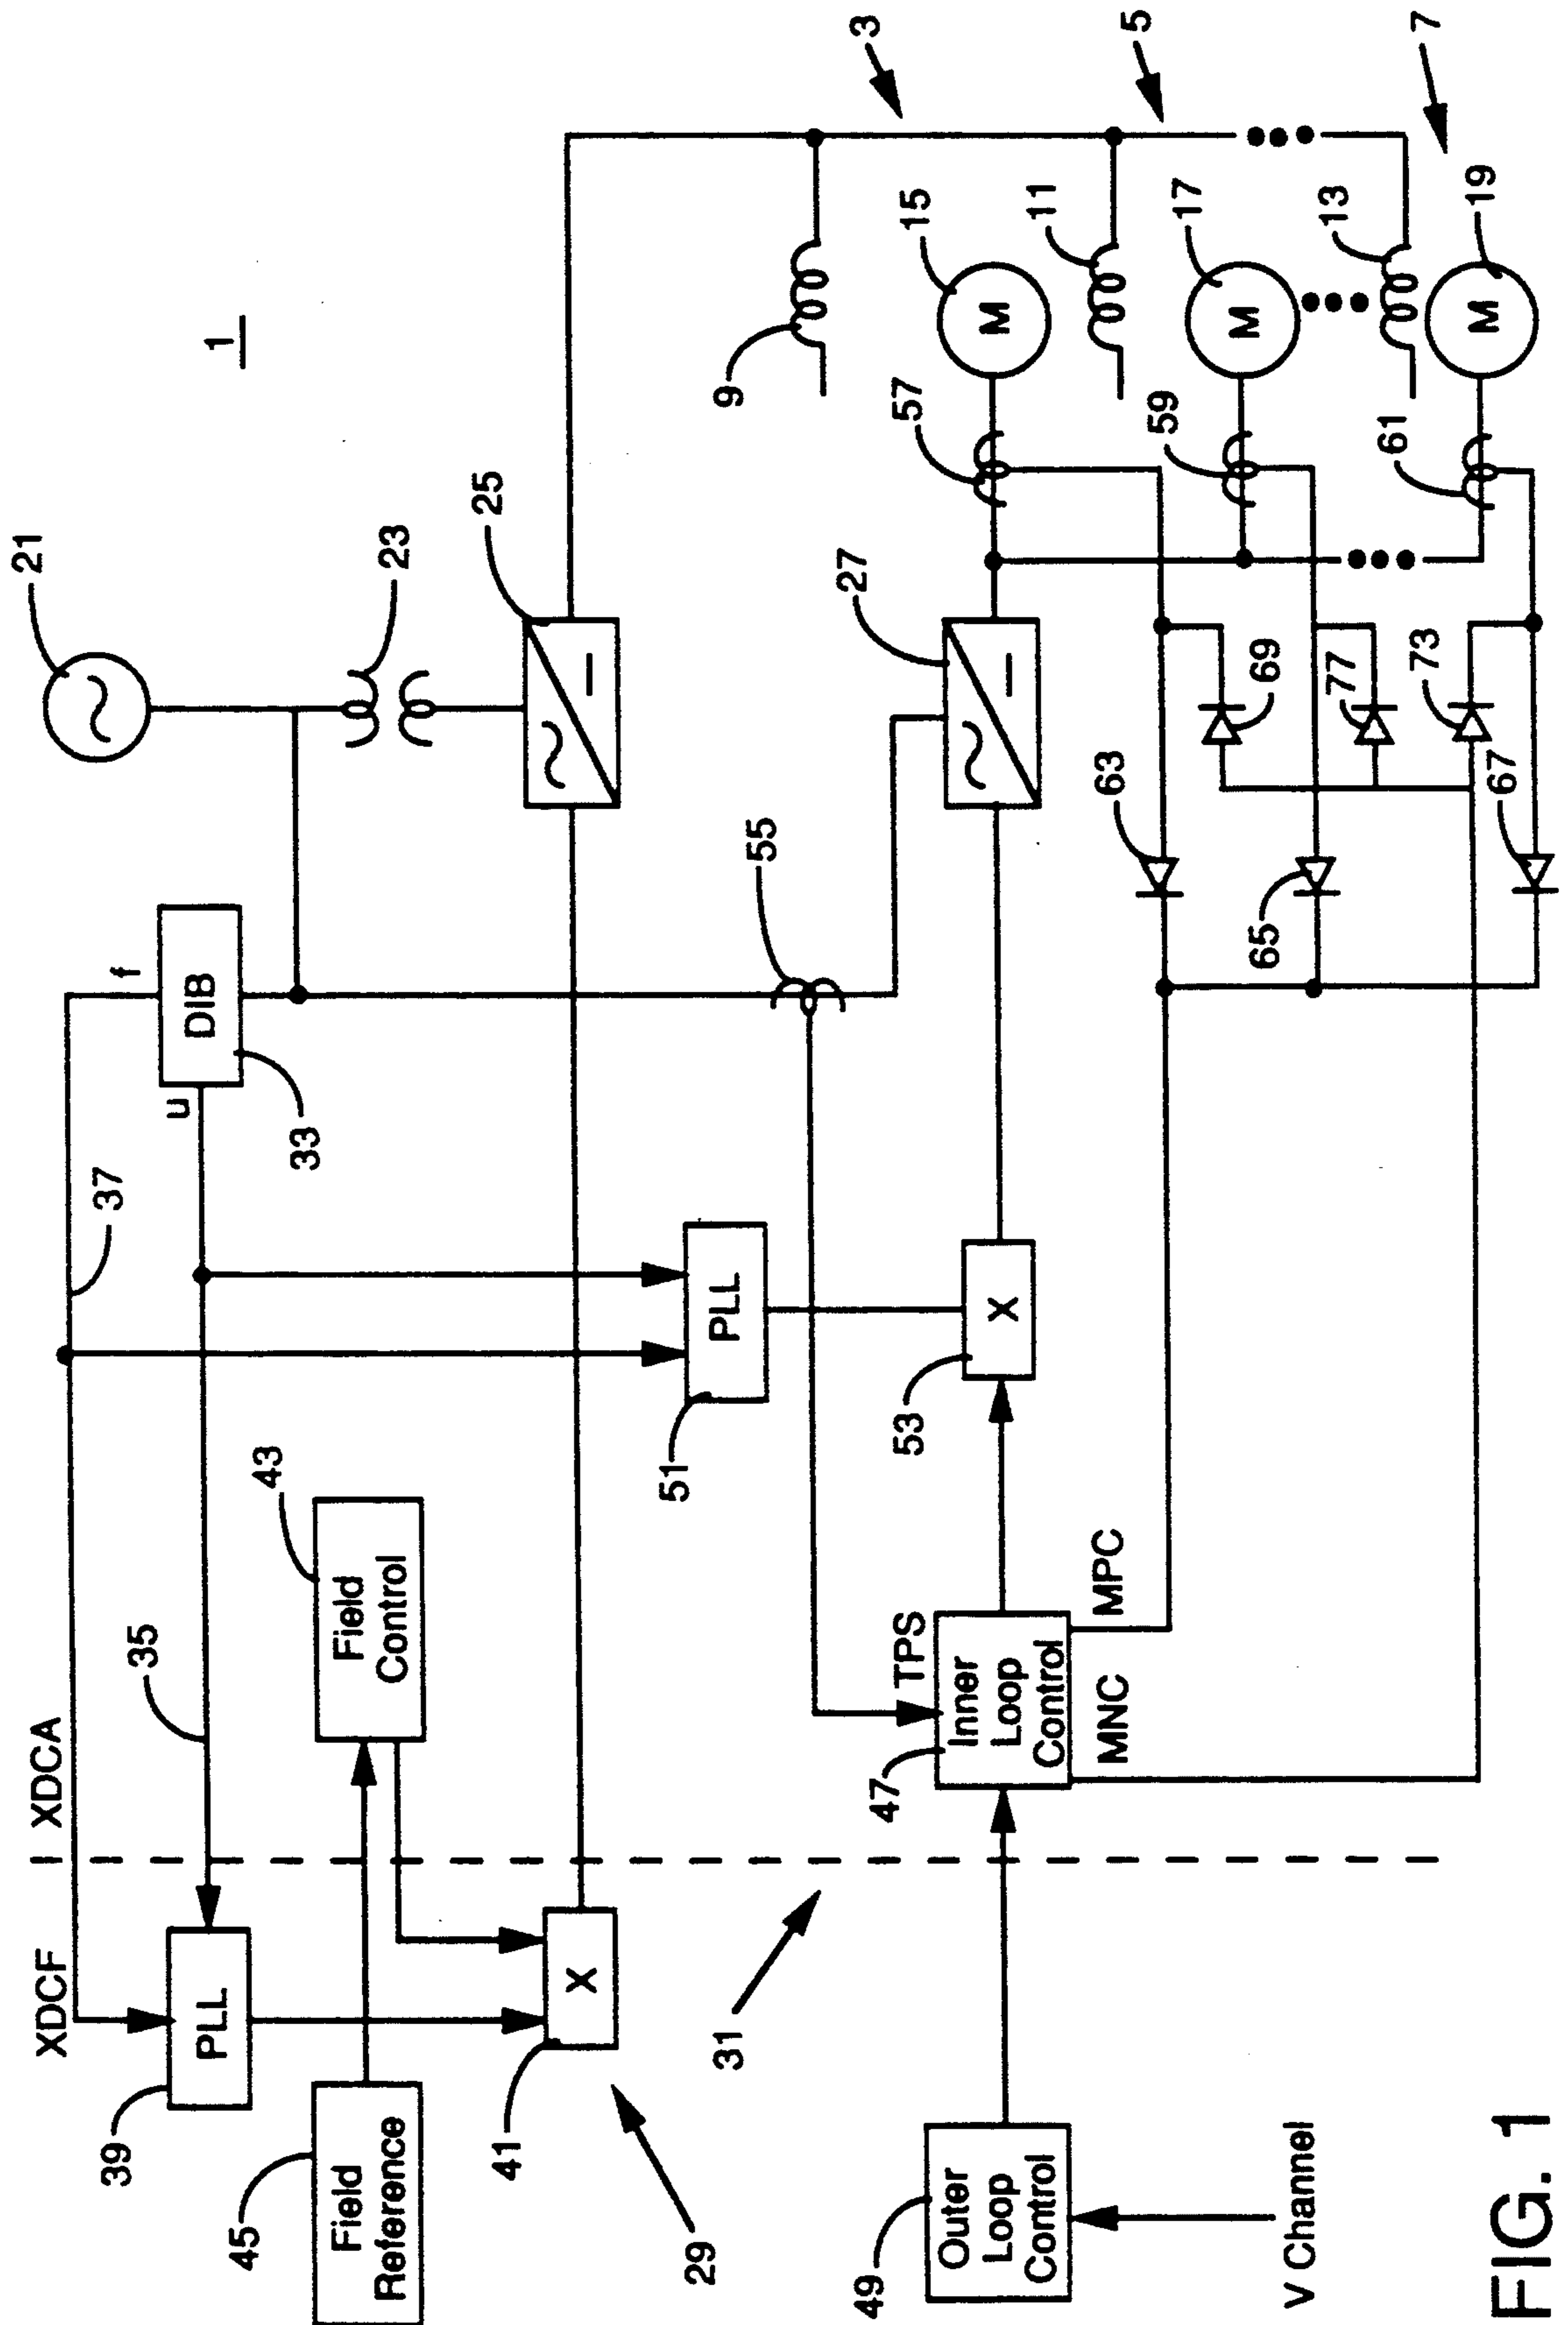 1
21
23
25
27
3
5
7
9
15
11
17
13
19
M
M
M
57
59
61
DIB
f
u
33
37
55
63
65
67
69
77
73
PLL
51
X
53
43
Field
Control
35
XDCA
XDCF
PLL
39
X
41
45
Field
Reference
29
31
TPS
Inner
Loop
Control
47
MPC
MNC
Outer
Loop
Control
49
V Channel
FIG. 1